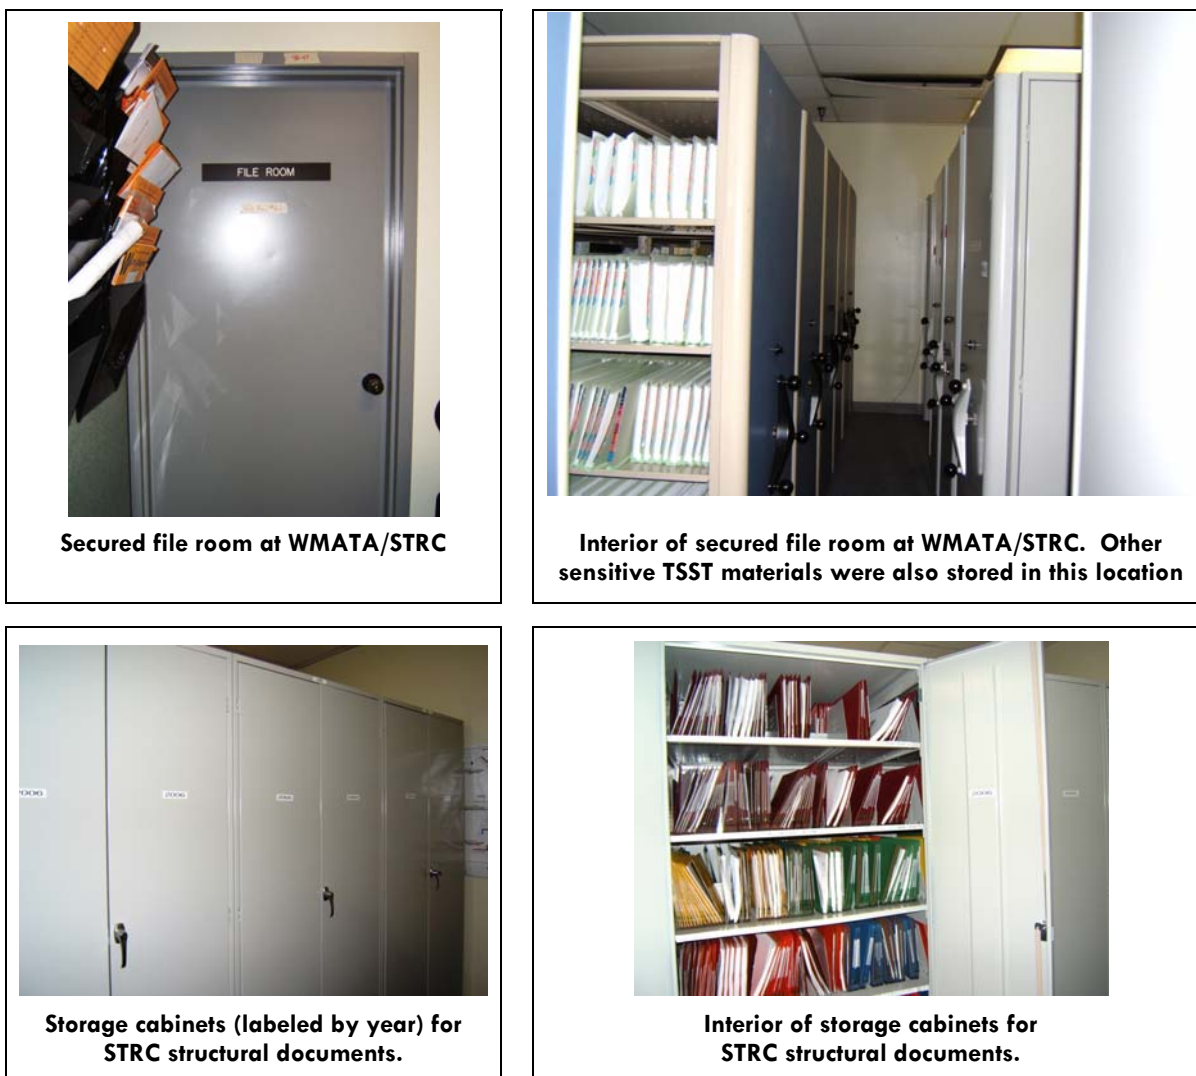 FILE ROOM
Secured file room at WMATA/STRC
Interior of secured file room at WMATA/STRC. Other
sensitive TSST materials were also stored in this location
2006
2006
Storage cabinets (labeled by year) for
STRC structural documents.
2006
Interior of storage cabinets for
STRC structural documents.